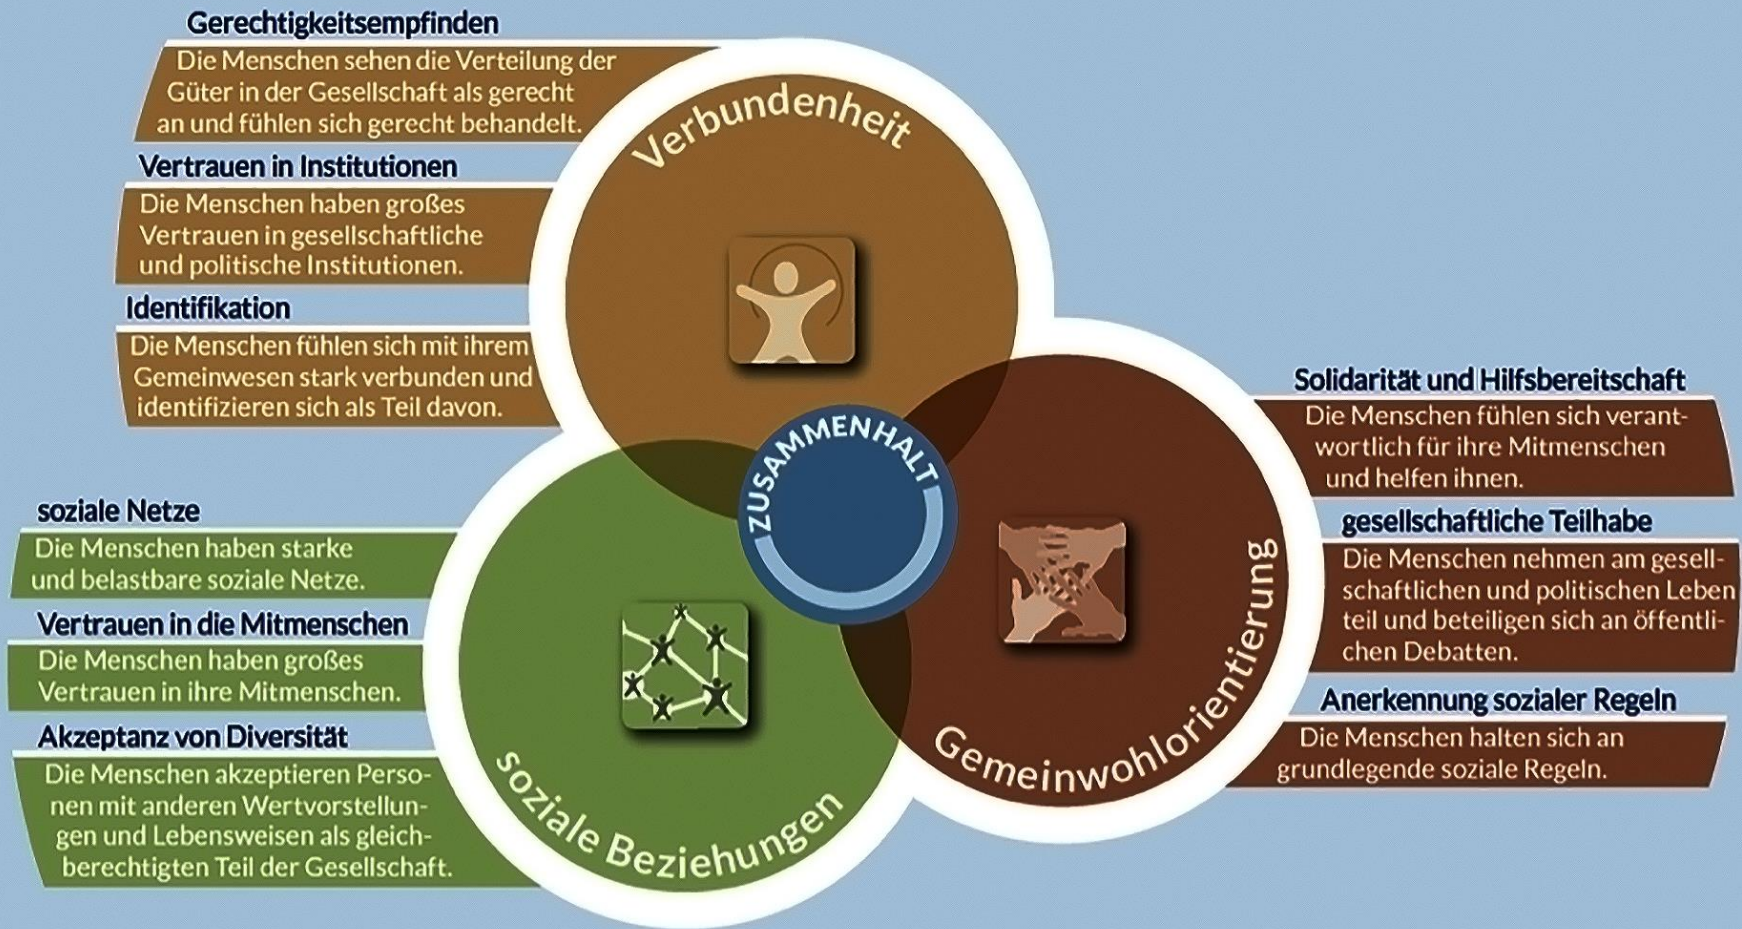 Gerechtigkeitsempfinden
Die Menschen sehen die Verteilung der
Güter in der Gesellschaft als gerecht
an und fühlen sich gerecht behandelt.
Vertrauen in Institutionen
Die Menschen haben großes
Vertrauen in gesellschaftliche
und politische Institutionen.
Identifikation
Die Menschen fühlen sich mit ihrem
Gemeinwesen stark verbunden und
identifizieren sich als Teil davon.
Verbundenheit
ZUSAMMENHALT
soziale Netze
Die Menschen haben starke
und belastbare soziale Netze.
Vertrauen in die Mitmenschen
Die Menschen haben großes
Vertrauen in ihre Mitmenschen.
Akzeptanz von Diversität
Die Menschen akzeptieren Perso-
nen mit anderen Wertvorstellun-
gen und Lebensweisen als gleich-
berechtigten Teil der Gesellschaft.
soziale Beziehungen
Gemeinwohlorientierung
Solidarität und Hilfsbereitschaft
Die Menschen fühlen sich verant-
wortlich für ihre Mitmenschen
und helfen ihnen.
gesellschaftliche Teilhabe
Die Menschen nehmen am gesell-
schaftlichen und politischen Leben
teil und beteiligen sich an öffentli-
chen Debatten.
Anerkennung sozialer Regeln
Die Menschen halten sich an
grundlegende soziale Regeln.